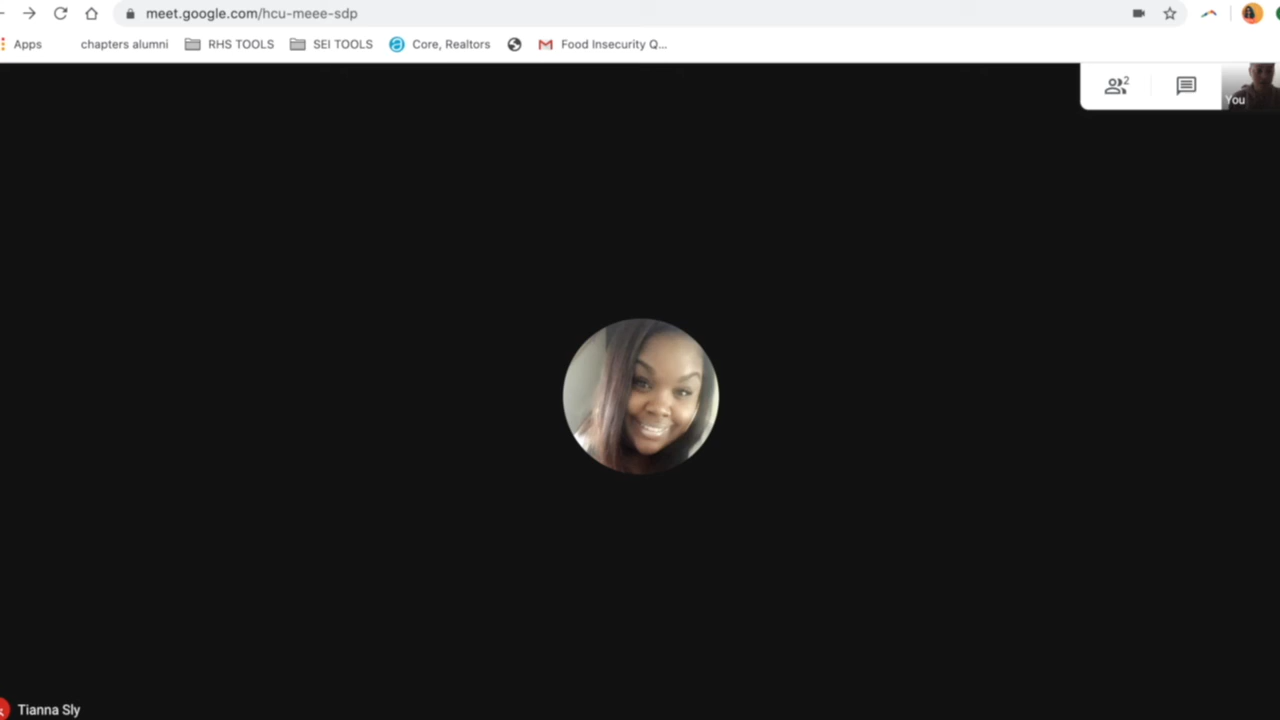 meet.google.com/hcu-meee-sdp
Apps chapters alumni RHS TOOLS SEI TOOLS Core, Realtors Food Insecurity Q...
2
You
Tianna Sly